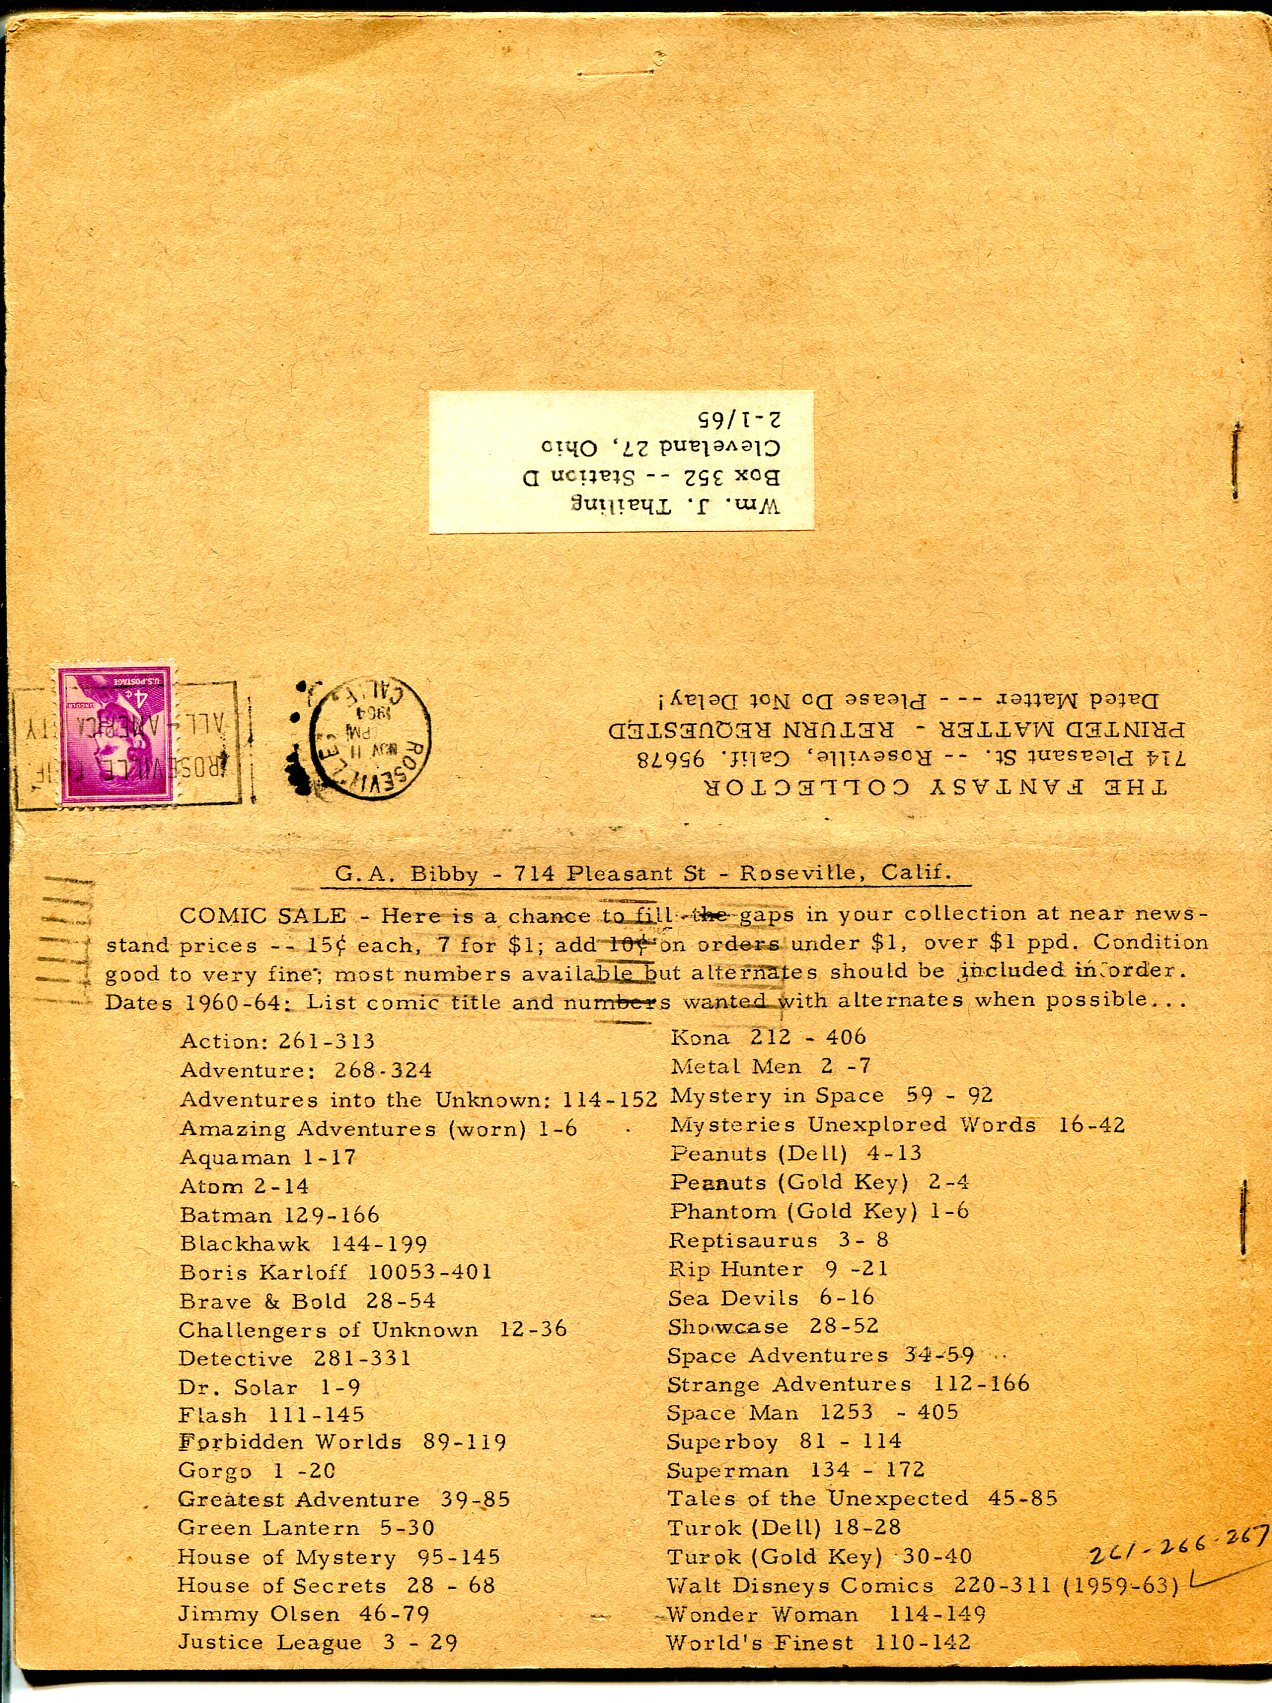 Wm. J. Thailing
Box 352 -- Station D
Cleveland 27, Ohio
2-1/65
THE FANTASY COLLECTOR
714 Pleasant St. -- Roseville, Calif. 95678
PRINTED MATTER - RETURN REQUESTED
Dated Matter --- Please Do Not Delay!
U.S. POSTAGE
4¢
LINCOLN
ROSEVILLE
NOV 11
PM
1964
CALIF.
ROSEVILLE CALIF.
ALL-AMERICA CITY
G.A. Bibby - 714 Pleasant St - Roseville, Calif.
COMIC SALE - Here is a chance to fill the gaps in your collection at near news-
stand prices -- 15¢ each, 7 for $1; add 10¢ on orders under $1, over $1 ppd. Condition
good to very fine; most numbers available but alternates should be included in order.
Dates 1960-64: List comic title and numbers wanted with alternates when possible...
Action: 261-313
Adventure: 268-324
Adventures into the Unknown: 114-152
Amazing Adventures (worn) 1-6
Aquaman 1-17
Atom 2-14
Batman 129-166
Blackhawk 144-199
Boris Karloff 10053-401
Brave & Bold 28-54
Challengers of Unknown 12-36
Detective 281-331
Dr. Solar 1-9
Flash 111-145
Forbidden Worlds 89-119
Gorgo 1 -20
Greatest Adventure 39-85
Green Lantern 5-30
House of Mystery 95-145
House of Secrets 28 - 68
Jimmy Olsen 46-79
Justice League 3 - 29
Kona 212 - 406
Metal Men 2 -7
Mystery in Space 59 - 92
Mysteries Unexplored Words 16-42
Peanuts (Dell) 4-13
Peanuts (Gold Key) 2-4
Phantom (Gold Key) 1-6
Reptisaurus 3- 8
Rip Hunter 9 -21
Sea Devils 6-16
Showcase 28-52
Space Adventures 34-59
Strange Adventures 112-166
Space Man 1253 - 405
Superboy 81 - 114
Superman 134 - 172
Tales of the Unexpected 45-85
Turok (Dell) 18-28
Turok (Gold Key) 30-40
261-266-267
Walt Disneys Comics 220-311 (1959-63)
Wonder Woman 114-149
World's Finest 110-142